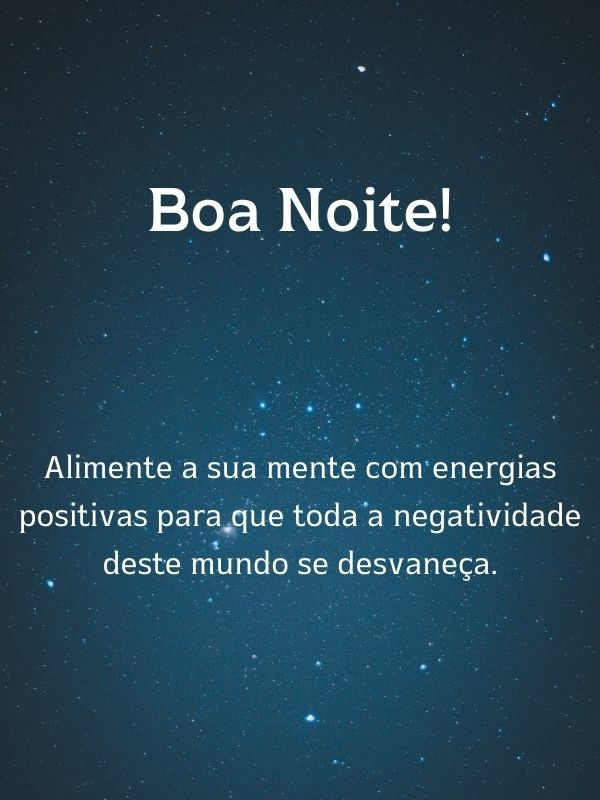 Boa Noite!
Alimente a sua mente com energias
positivas para que toda a negatividade
deste mundo se desvaneça.